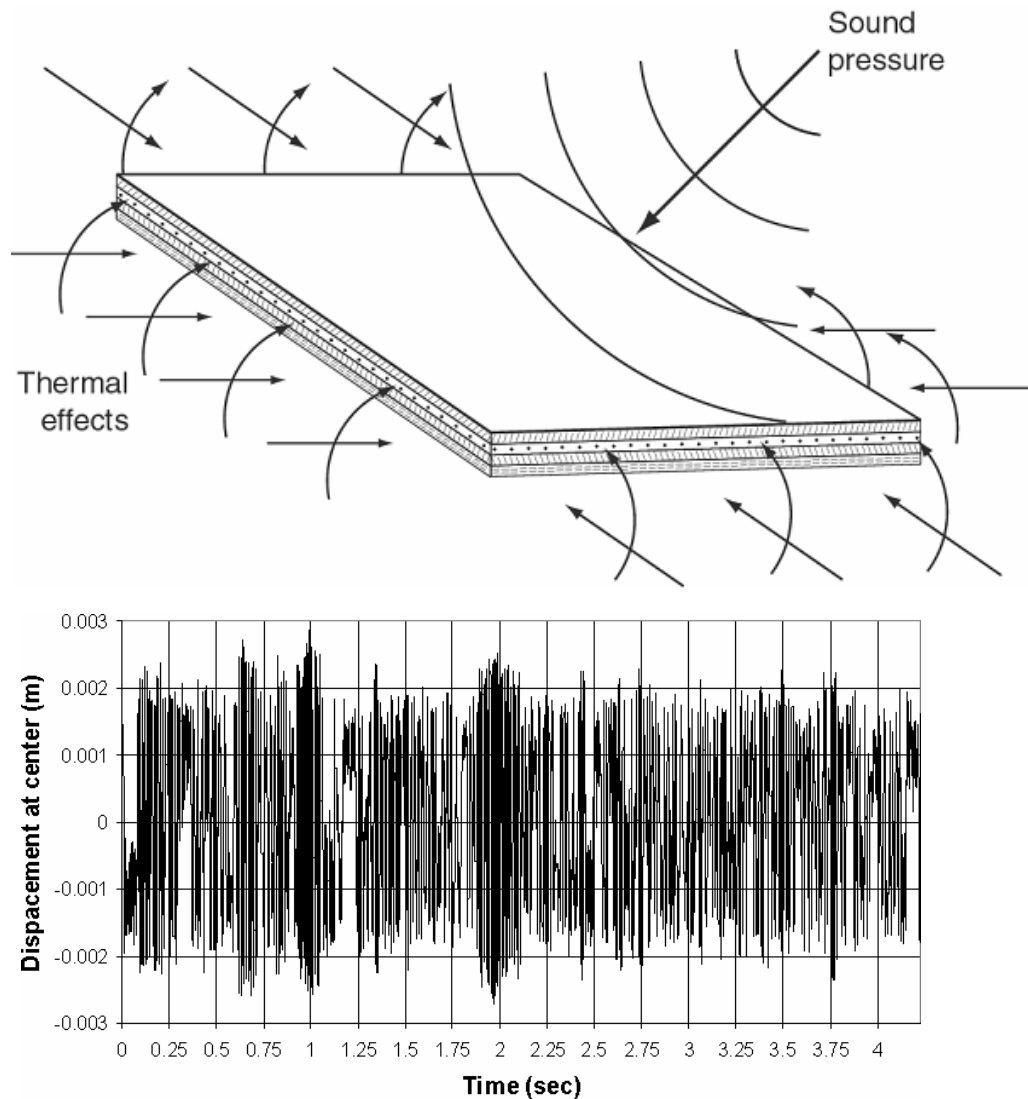 Sound
pressure
Thermal
effects
0.003
0.002
0.001
0
-0.001
-0.002
-0.003
Dispacement at center (m)
0 0.25 0.5 0.75 1 1.25 1.5 1.75 2 2.25 2.5 2.75 3 3.25 3.5 3.75 4
Time (sec)